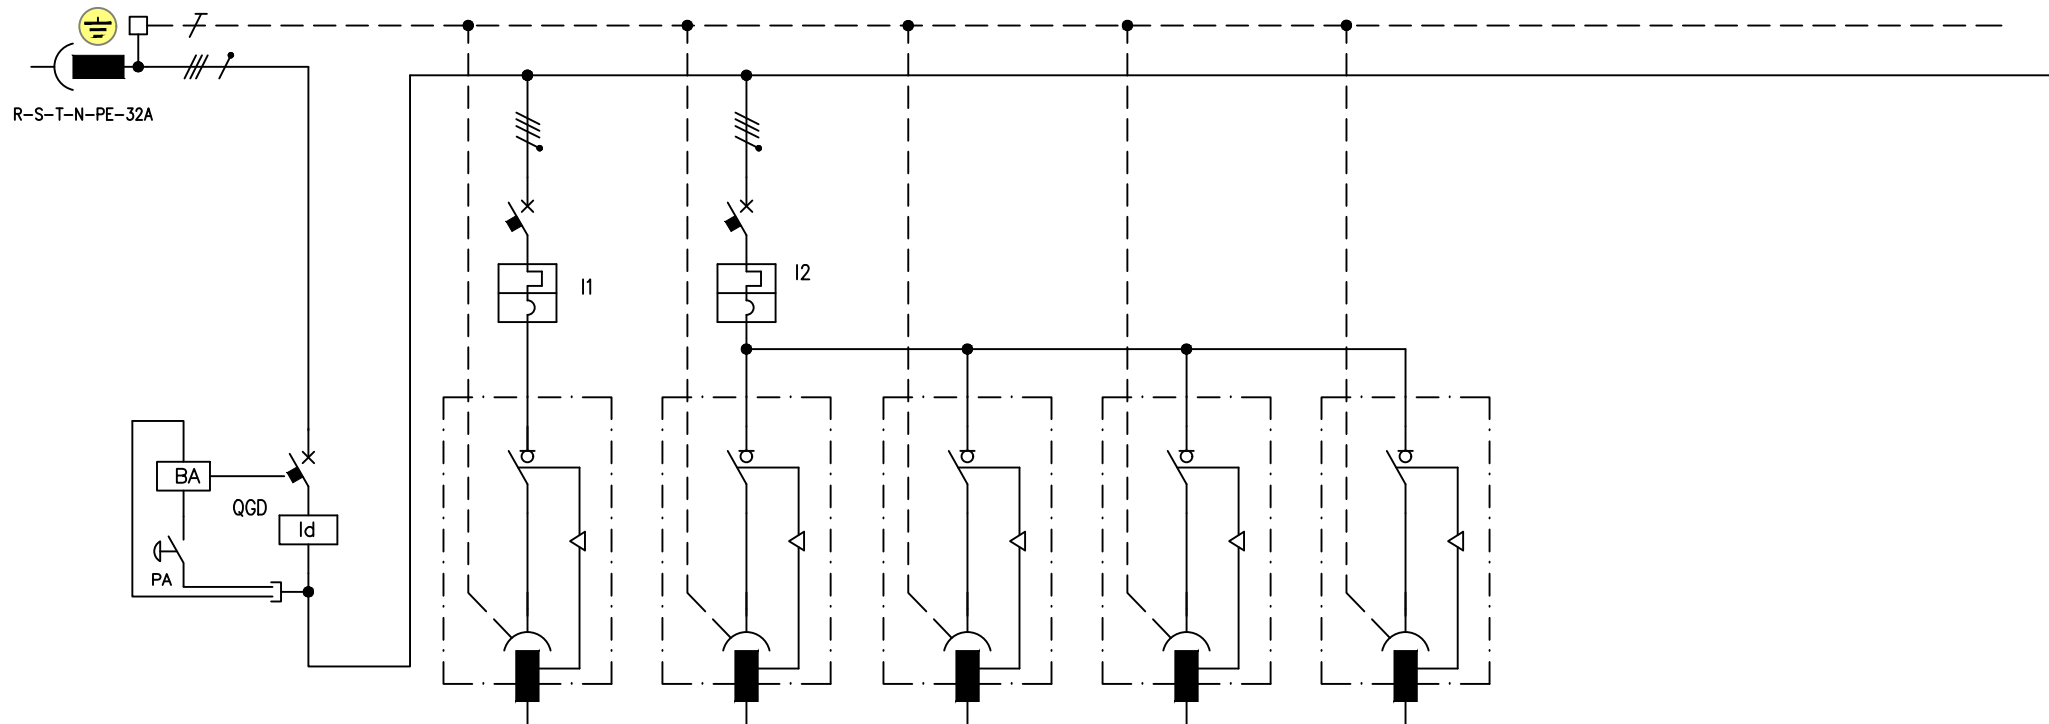 R-S-T-N-PE-32A
I1
I2
BA
QGD
Id
PA